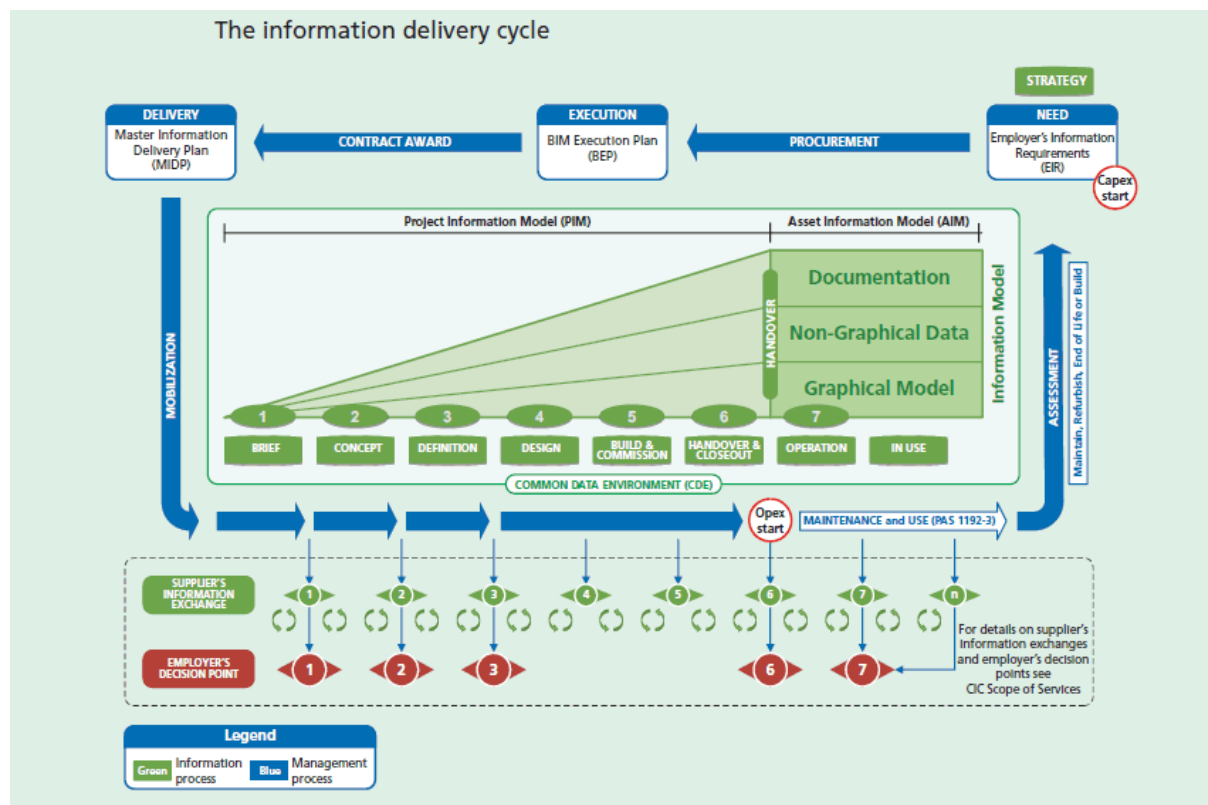 The information delivery cycle
STRATEGY
DELIVERY
Master Information
Delivery Plan
(MIDP)
CONTRACT AWARD
EXECUTION
BIM Execution Plan
(BEP)
PROCUREMENT
NEED
Employer's Information
Requirements
(EIR)
Capex
start
Project Information Model (PIM)
Asset Information Model (AIM)
Documentation
Non-Graphical Data
Graphical Model
HANDOVER
Information Model
MOBILIZATION
ASSESSMENT
Maintain, Refurbish, End of Life or Build
1 2 3 4 5 6 7
BRIEF
CONCEPT
DEFINITION
DESIGN
BUILD &
COMMISSION
HANDOVER &
CLOSEOUT
OPERATION
IN USE
COMMON DATA ENVIRONMENT (CDE)
Opex
start
MAINTENANCE and USE (PAS 1192-3)
SUPPLIER'S
INFORMATION
EXCHANGE
1 2 3 4 5 6 7 n
EMPLOYER'S
DECISION POINT
1 2 3 6 7
For details on supplier's
information exchanges
and employer's decision
points see
CIC Scope of Services
Legend
Green Information
process
Blue Management
process